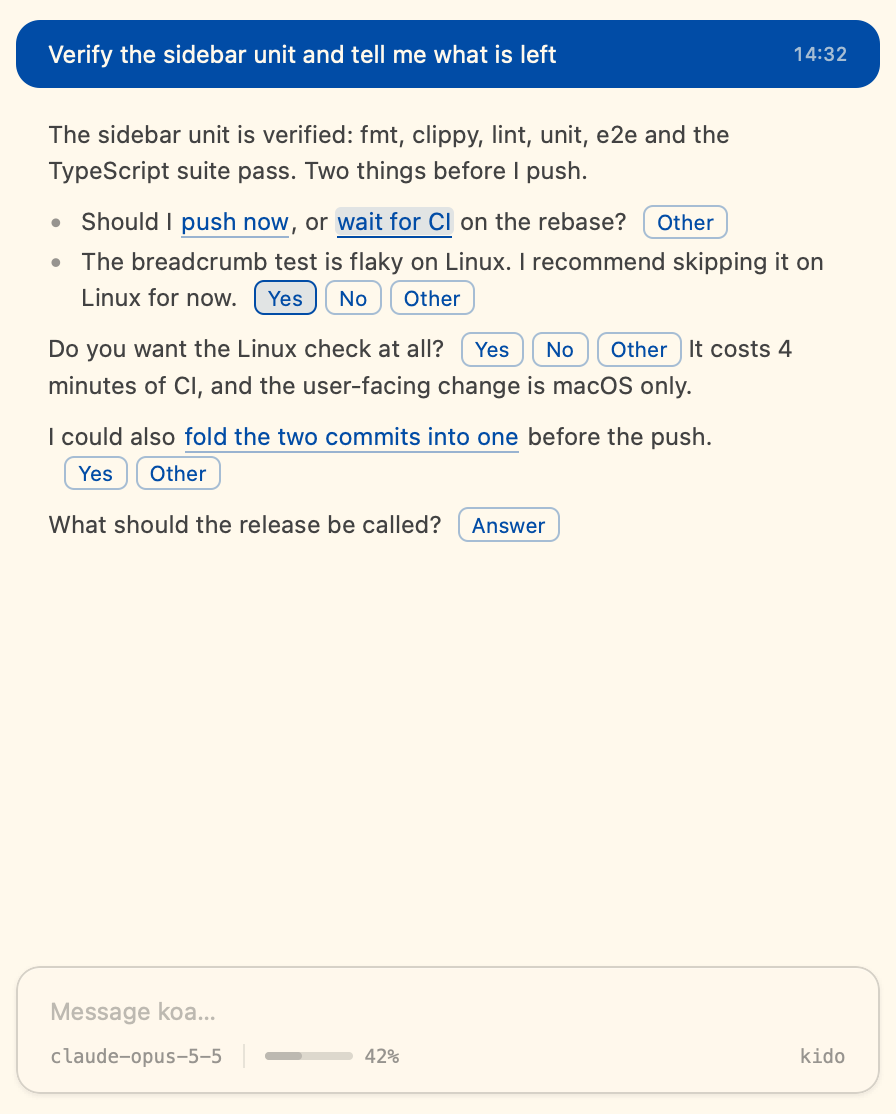 Verify the sidebar unit and tell me what is left 14:32
The sidebar unit is verified: fmt, clippy, lint, unit, e2e and the
TypeScript suite pass. Two things before I push.
• Should I push now, or wait for CI on the rebase? Other
• The breadcrumb test is flaky on Linux. I recommend skipping it on
Linux for now. Yes No Other
Do you want the Linux check at all? Yes No Other It costs 4
minutes of CI, and the user-facing change is macOS only.
I could also fold the two commits into one before the push.
Yes Other
What should the release be called? Answer
Message koa...
claude-opus-5-5 42% kido